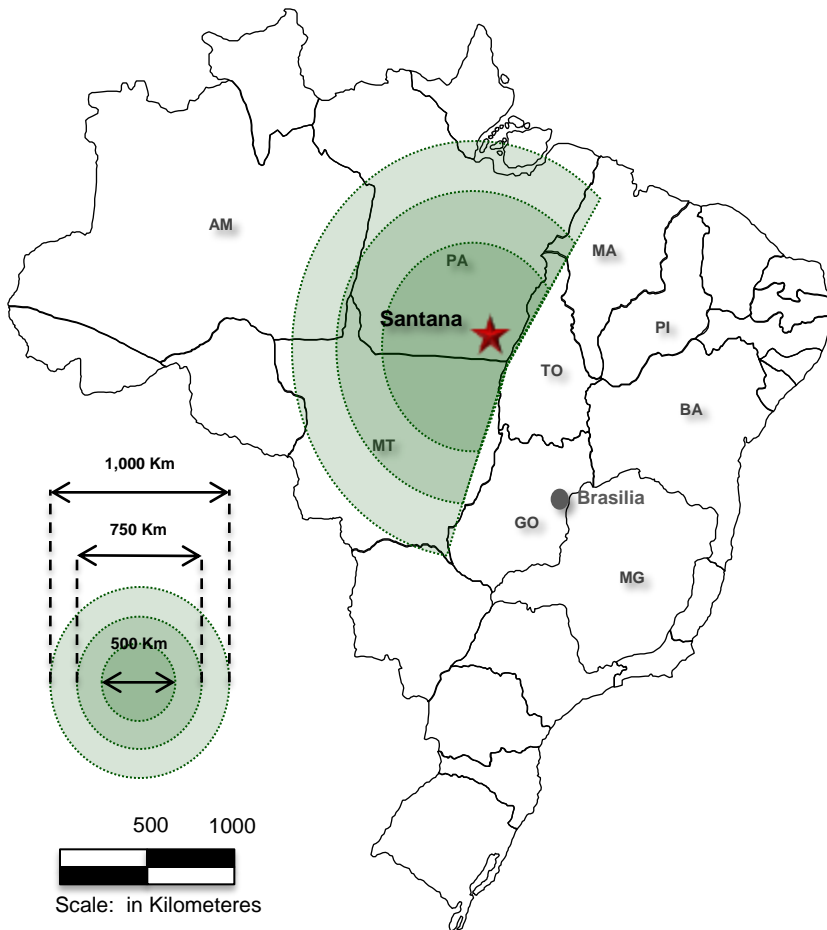 AM
PA
MA
Santana
PI
TO
BA
MT
1,000 Km
Brasilia
GO
750 Km
MG
500 Km
500 1000
Scale: in Kilometeres